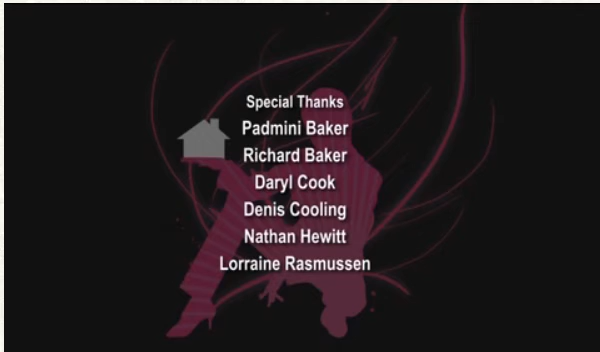 Special Thanks
Padmini Baker
Richard Baker
Daryl Cook
Denis Cooling
Nathan Hewitt
Lorraine Rasmussen